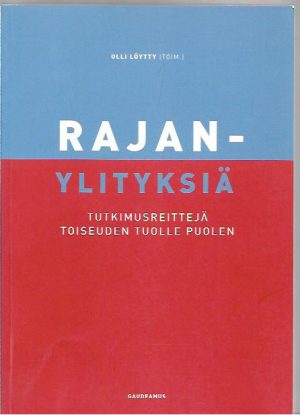 OLLI LÖYTTY (TOIM.)
RAJAN-
YLITYKSIÄ
TUTKIMUSREITTEJÄ
TOISEUDEN TUOLLE PUOLEN
GAUDEAMUS